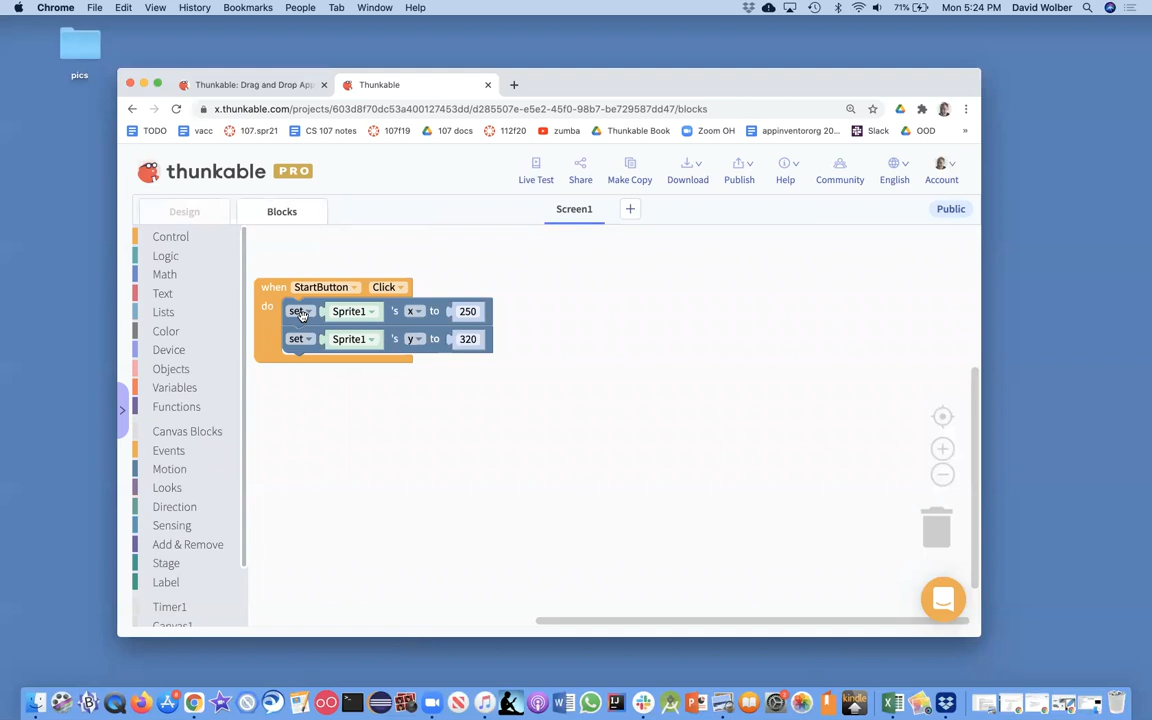 Chrome File Edit View History Bookmarks People Tab Window Help 71% Mon 5:24 PM David Wolber
pics
Thunkable: Drag and Drop App Thunkable
x.thunkable.com/projects/603d8f70dc53a400127453dd/d285507e-e5e2-45f0-98b7-be729587dd47/blocks
TODO vacc 107.spr21 CS 107 notes 107f19 107 docs 112f20 zumba Thunkable Book Zoom OH appinventororg 20... Slack OOD »
thunkable PRO
Live Test Share Make Copy Download Publish Help Community English Account
Design Blocks Screen1 + Public
Control
Logic
Math
Text
Lists
Color
Device
Objects
Variables
Functions
Canvas Blocks
Events
Motion
Looks
Direction
Sensing
Add & Remove
Stage
Label
Timer1
Canvas1
when StartButton Click
do set Sprite1 's x to 250
set Sprite1 's y to 320